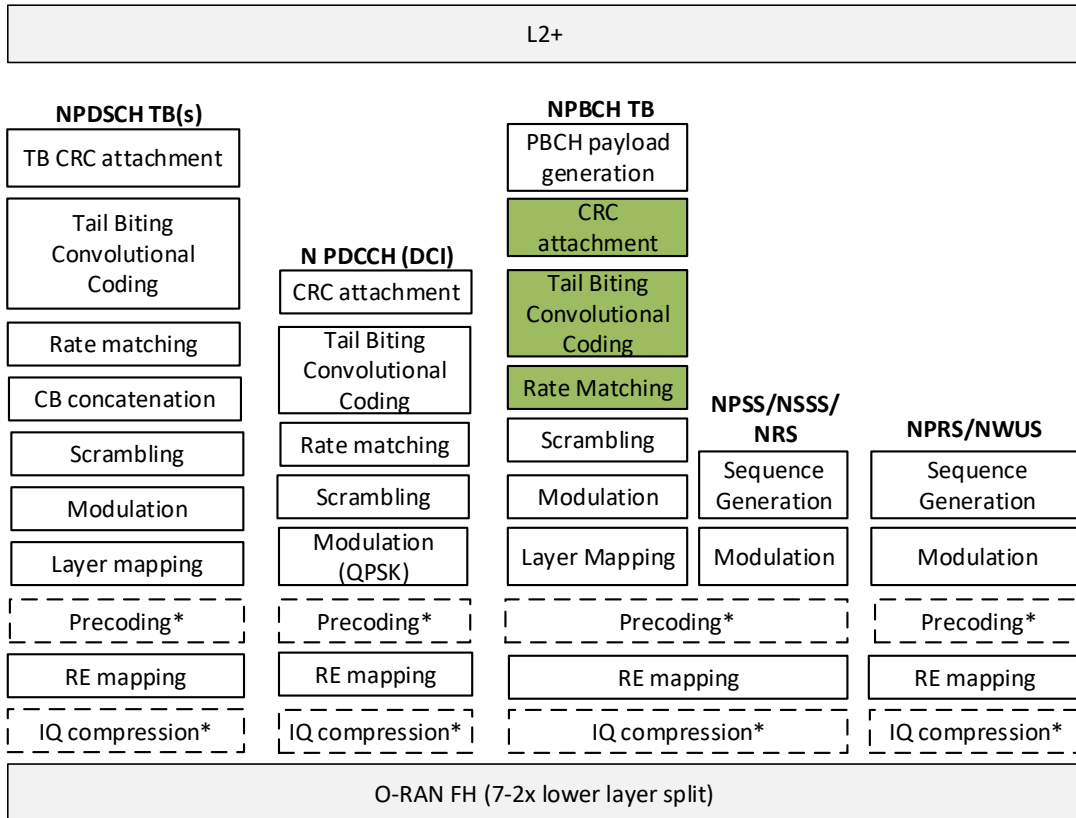 L2+
NPDSCH TB(s)
TB CRC attachment
Tail Biting
Convolutional
Coding
Rate matching
CB concatenation
Scrambling
Modulation
Layer mapping
Precoding*
RE mapping
IQ compression*
N PDCCH (DCI)
CRC attachment
Tail Biting
Convolutional
Coding
Rate matching
Scrambling
Modulation
(QPSK)
Precoding*
RE mapping
IQ compression*
NPBCH TB
PBCH payload
generation
CRC
attachment
Tail Biting
Convolutional
Coding
Rate Matching
Scrambling
Modulation
Layer Mapping
NPSS/NSSS/
NRS
Sequence
Generation
Modulation
Precoding*
RE mapping
IQ compression*
NPRS/NWUS
Sequence
Generation
Modulation
Precoding*
RE mapping
IQ compression*
O-RAN FH (7-2x lower layer split)